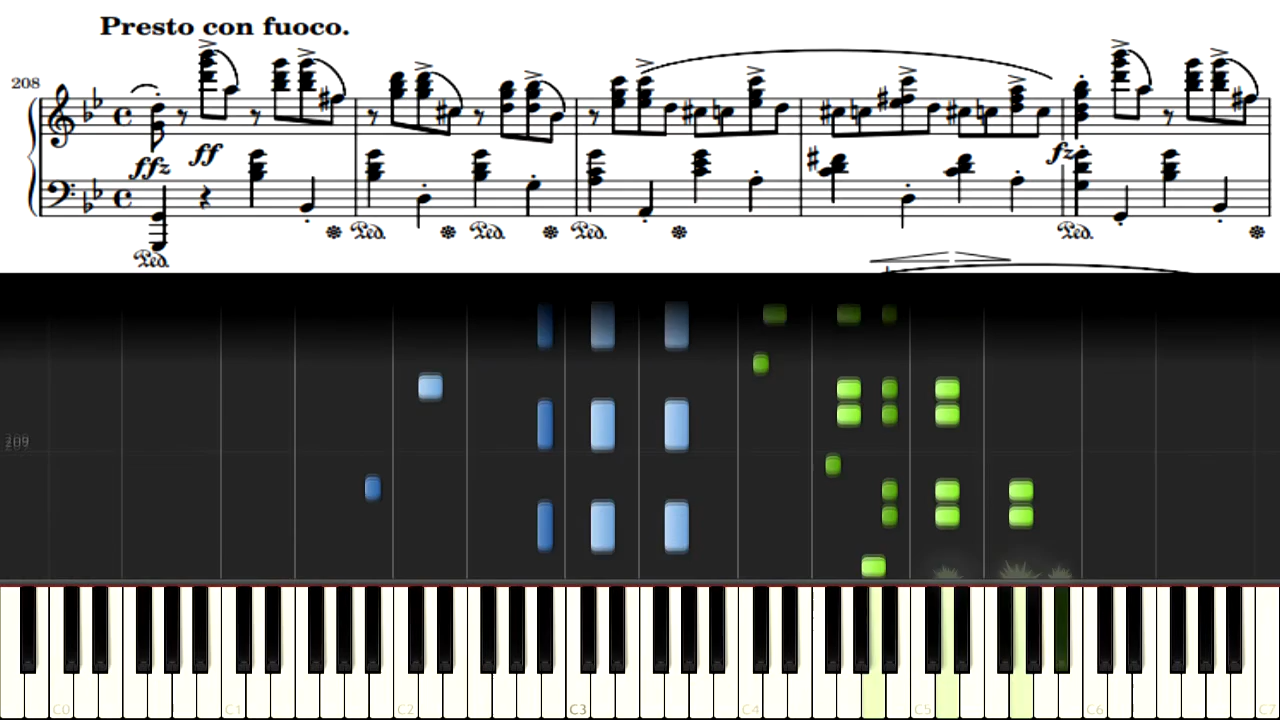 Presto con fuoco.
208
ffz ff fz
Ped. Ped. Ped. Ped. Ped.
209
C0 C1 C2 C3 C4 C5 C6 C7